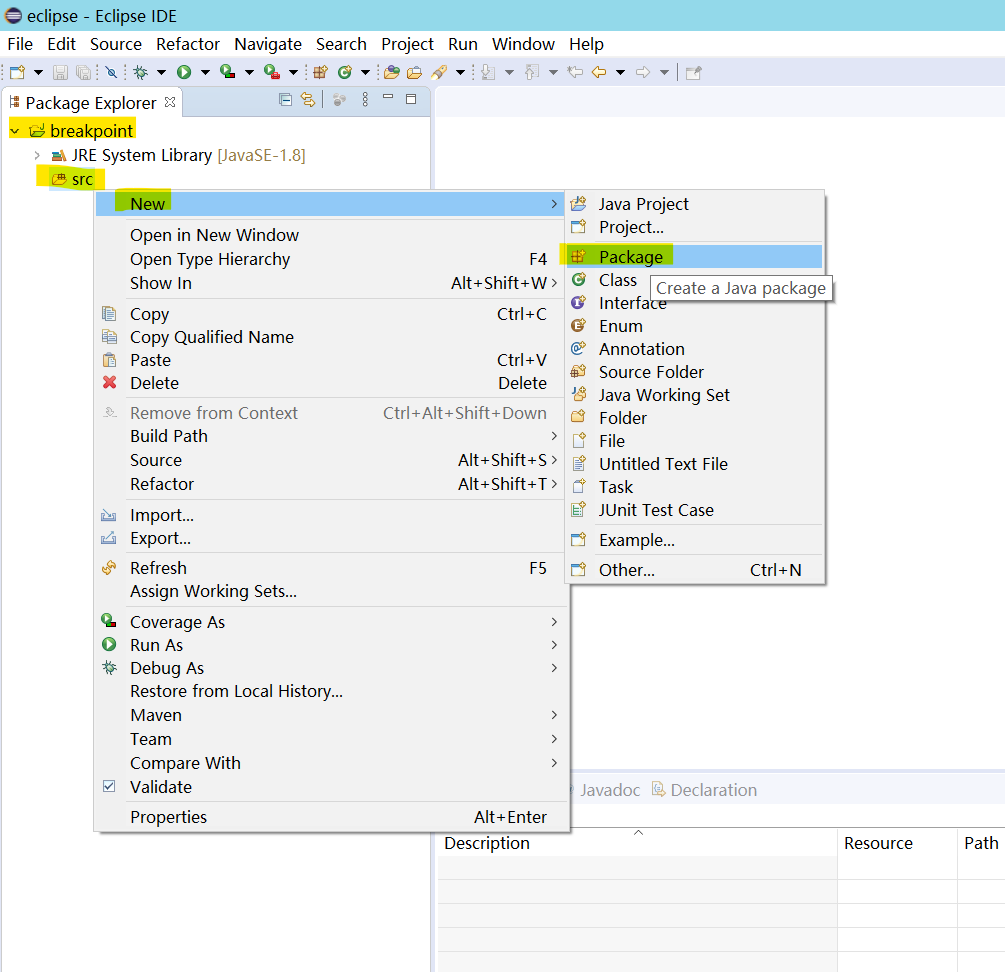 eclipse - Eclipse IDE
File Edit Source Refactor Navigate Search Project Run Window Help
Package Explorer
breakpoint
JRE System Library [JavaSE-1.8]
src
New
Open in New Window
Open Type Hierarchy F4
Show In Alt+Shift+W
Copy Ctrl+C
Copy Qualified Name
Paste Ctrl+V
Delete Delete
Remove from Context Ctrl+Alt+Shift+Down
Build Path
Source Alt+Shift+S
Refactor Alt+Shift+T
Import...
Export...
Refresh F5
Assign Working Sets...
Coverage As
Run As
Debug As
Restore from Local History...
Maven
Team
Compare With
Validate
Properties Alt+Enter
Java Project
Project...
Package
Class
Create a Java package
Interface
Enum
Annotation
Source Folder
Java Working Set
Folder
File
Untitled Text File
Task
JUnit Test Case
Example...
Other... Ctrl+N
Javadoc Declaration
Description Resource Path